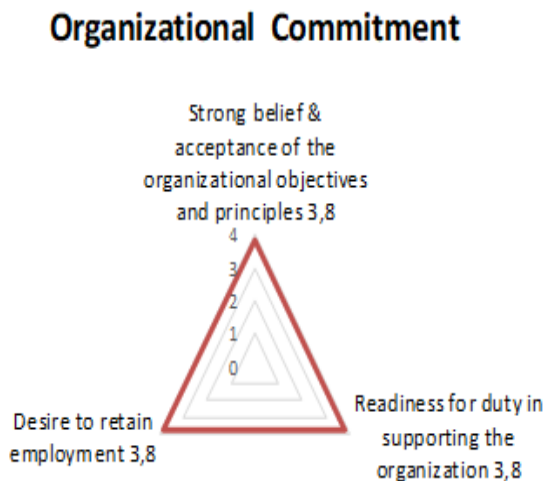 Organizational Commitment
Strong belief &
acceptance of the
organizational objectives
and principles 3,8
4
3
2
1
0
Desire to retain
employment 3,8
Readiness for duty in
supporting the
organization 3,8